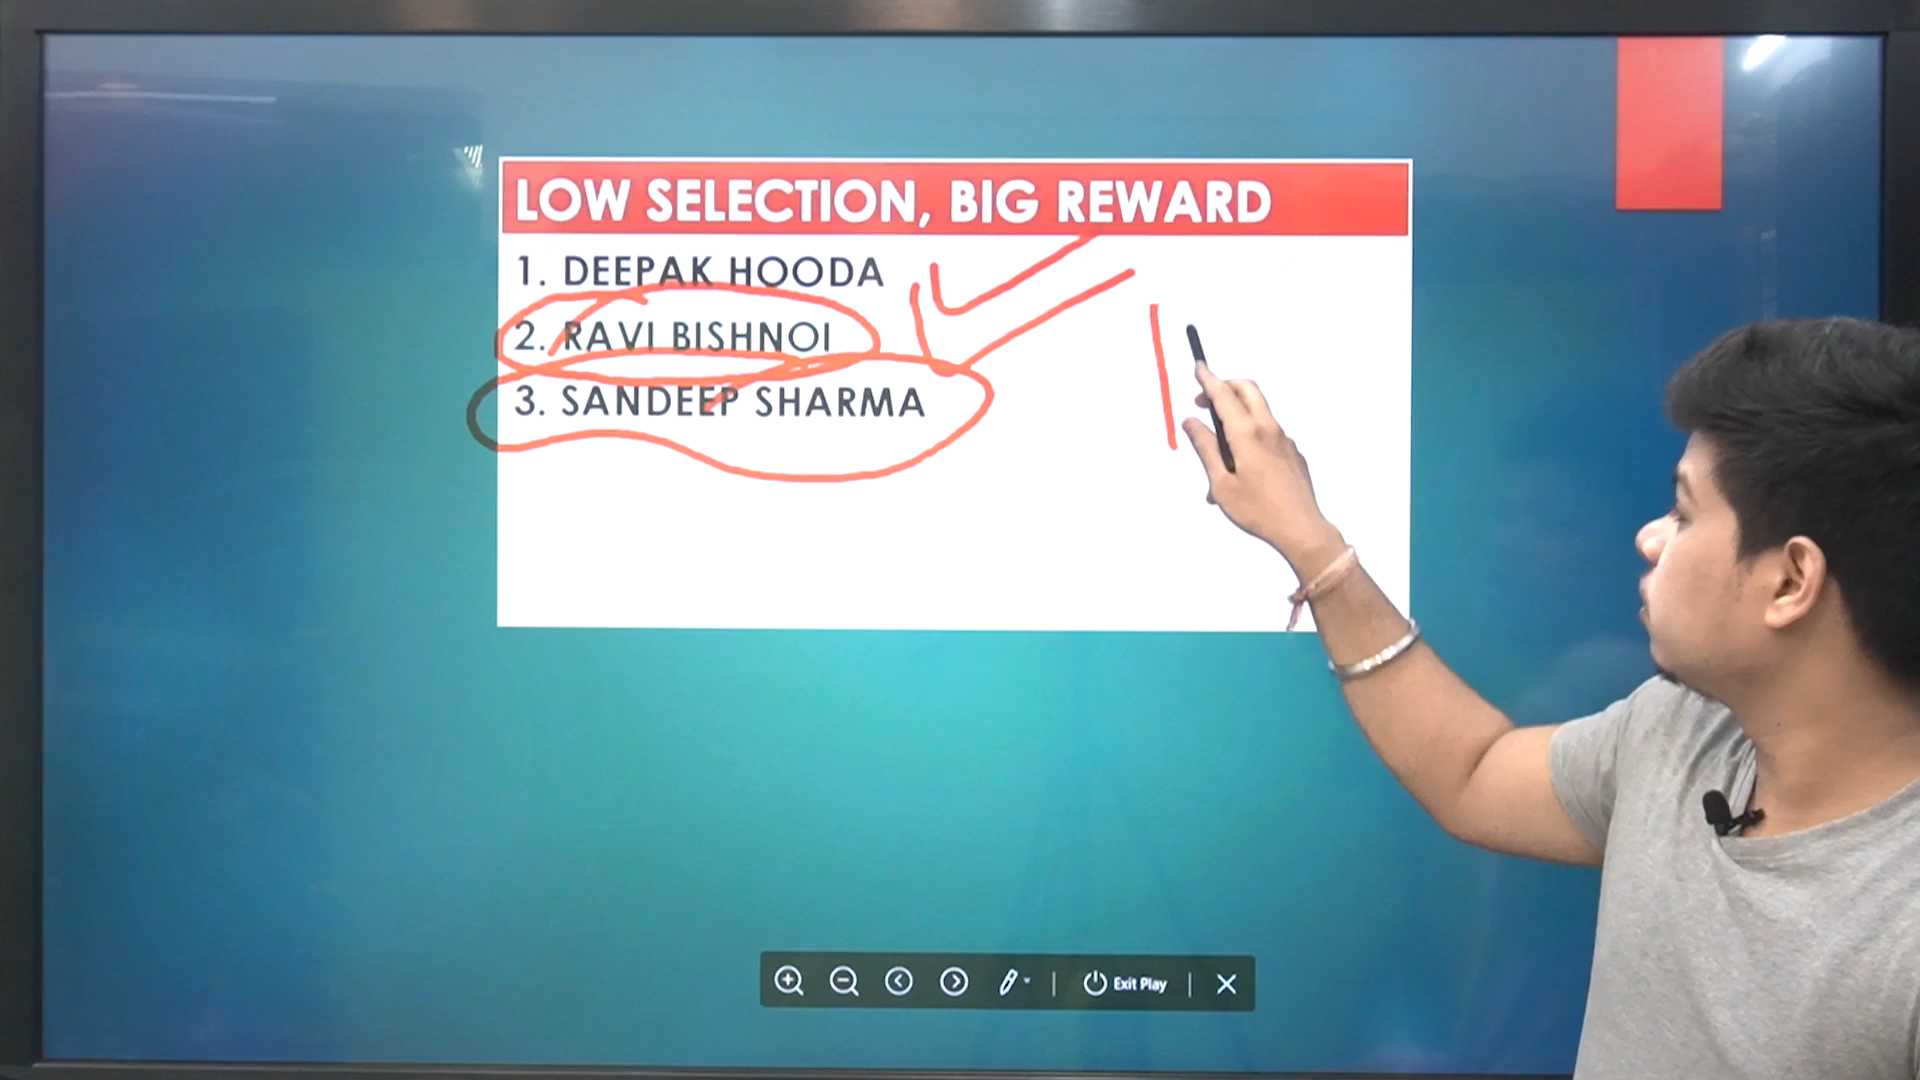 LOW SELECTION, BIG REWARD
1. DEEPAK HOODA
2. RAVI BISHNOI
3. SANDEEP SHARMA
Exit Play